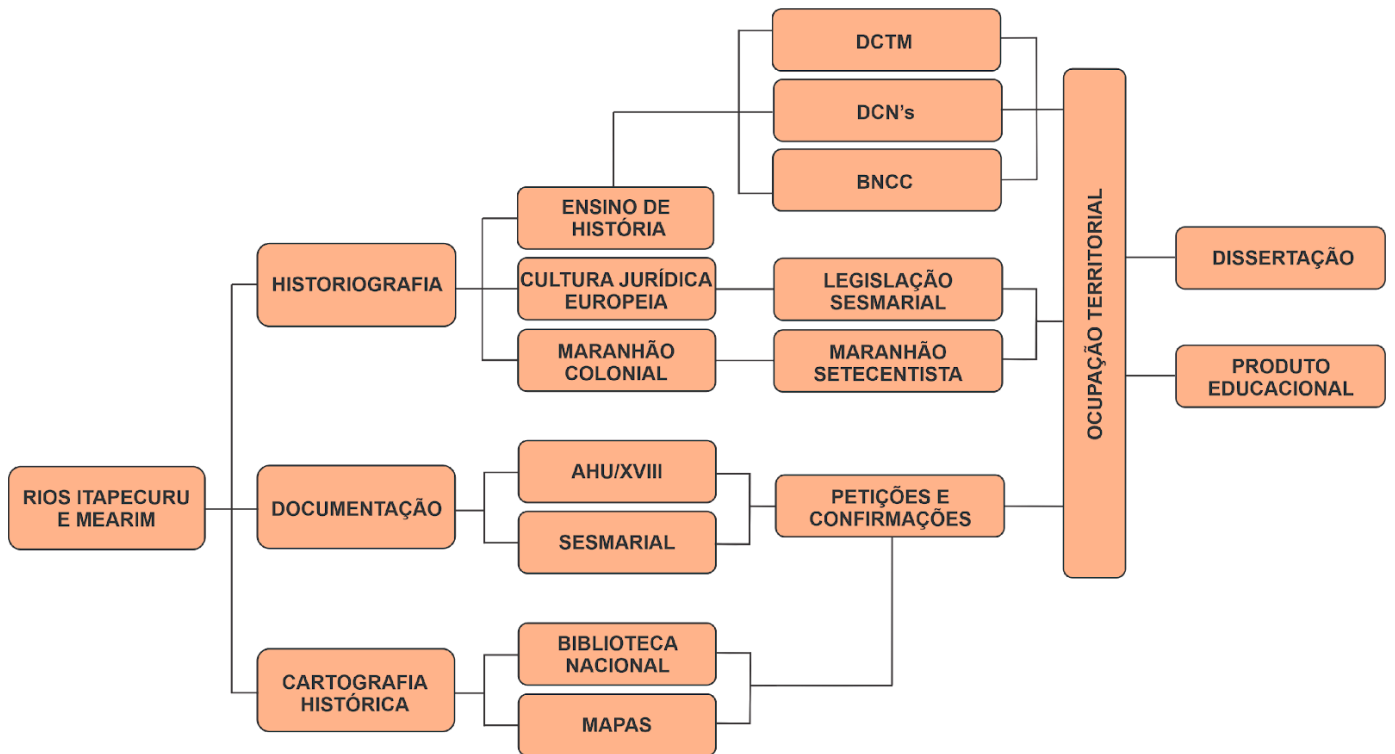 DCTM
DCN's
BNCC
ENSINO DE
HISTÓRIA
HISTORIOGRAFIA
CULTURA JURÍDICA
EUROPEIA
LEGISLAÇÃO
SESMARIAL
MARANHÃO
COLONIAL
MARANHÃO
SETECENTISTA
OCUPAÇÃO TERRITORIAL
DISSERTAÇÃO
PRODUTO
EDUCACIONAL
RIOS ITAPECURU
E MEARIM
DOCUMENTAÇÃO
AHU/XVIII
SESMARIAL
PETIÇÕES E
CONFIRMAÇÕES
CARTOGRAFIA
HISTÓRICA
BIBLIOTECA
NACIONAL
MAPAS